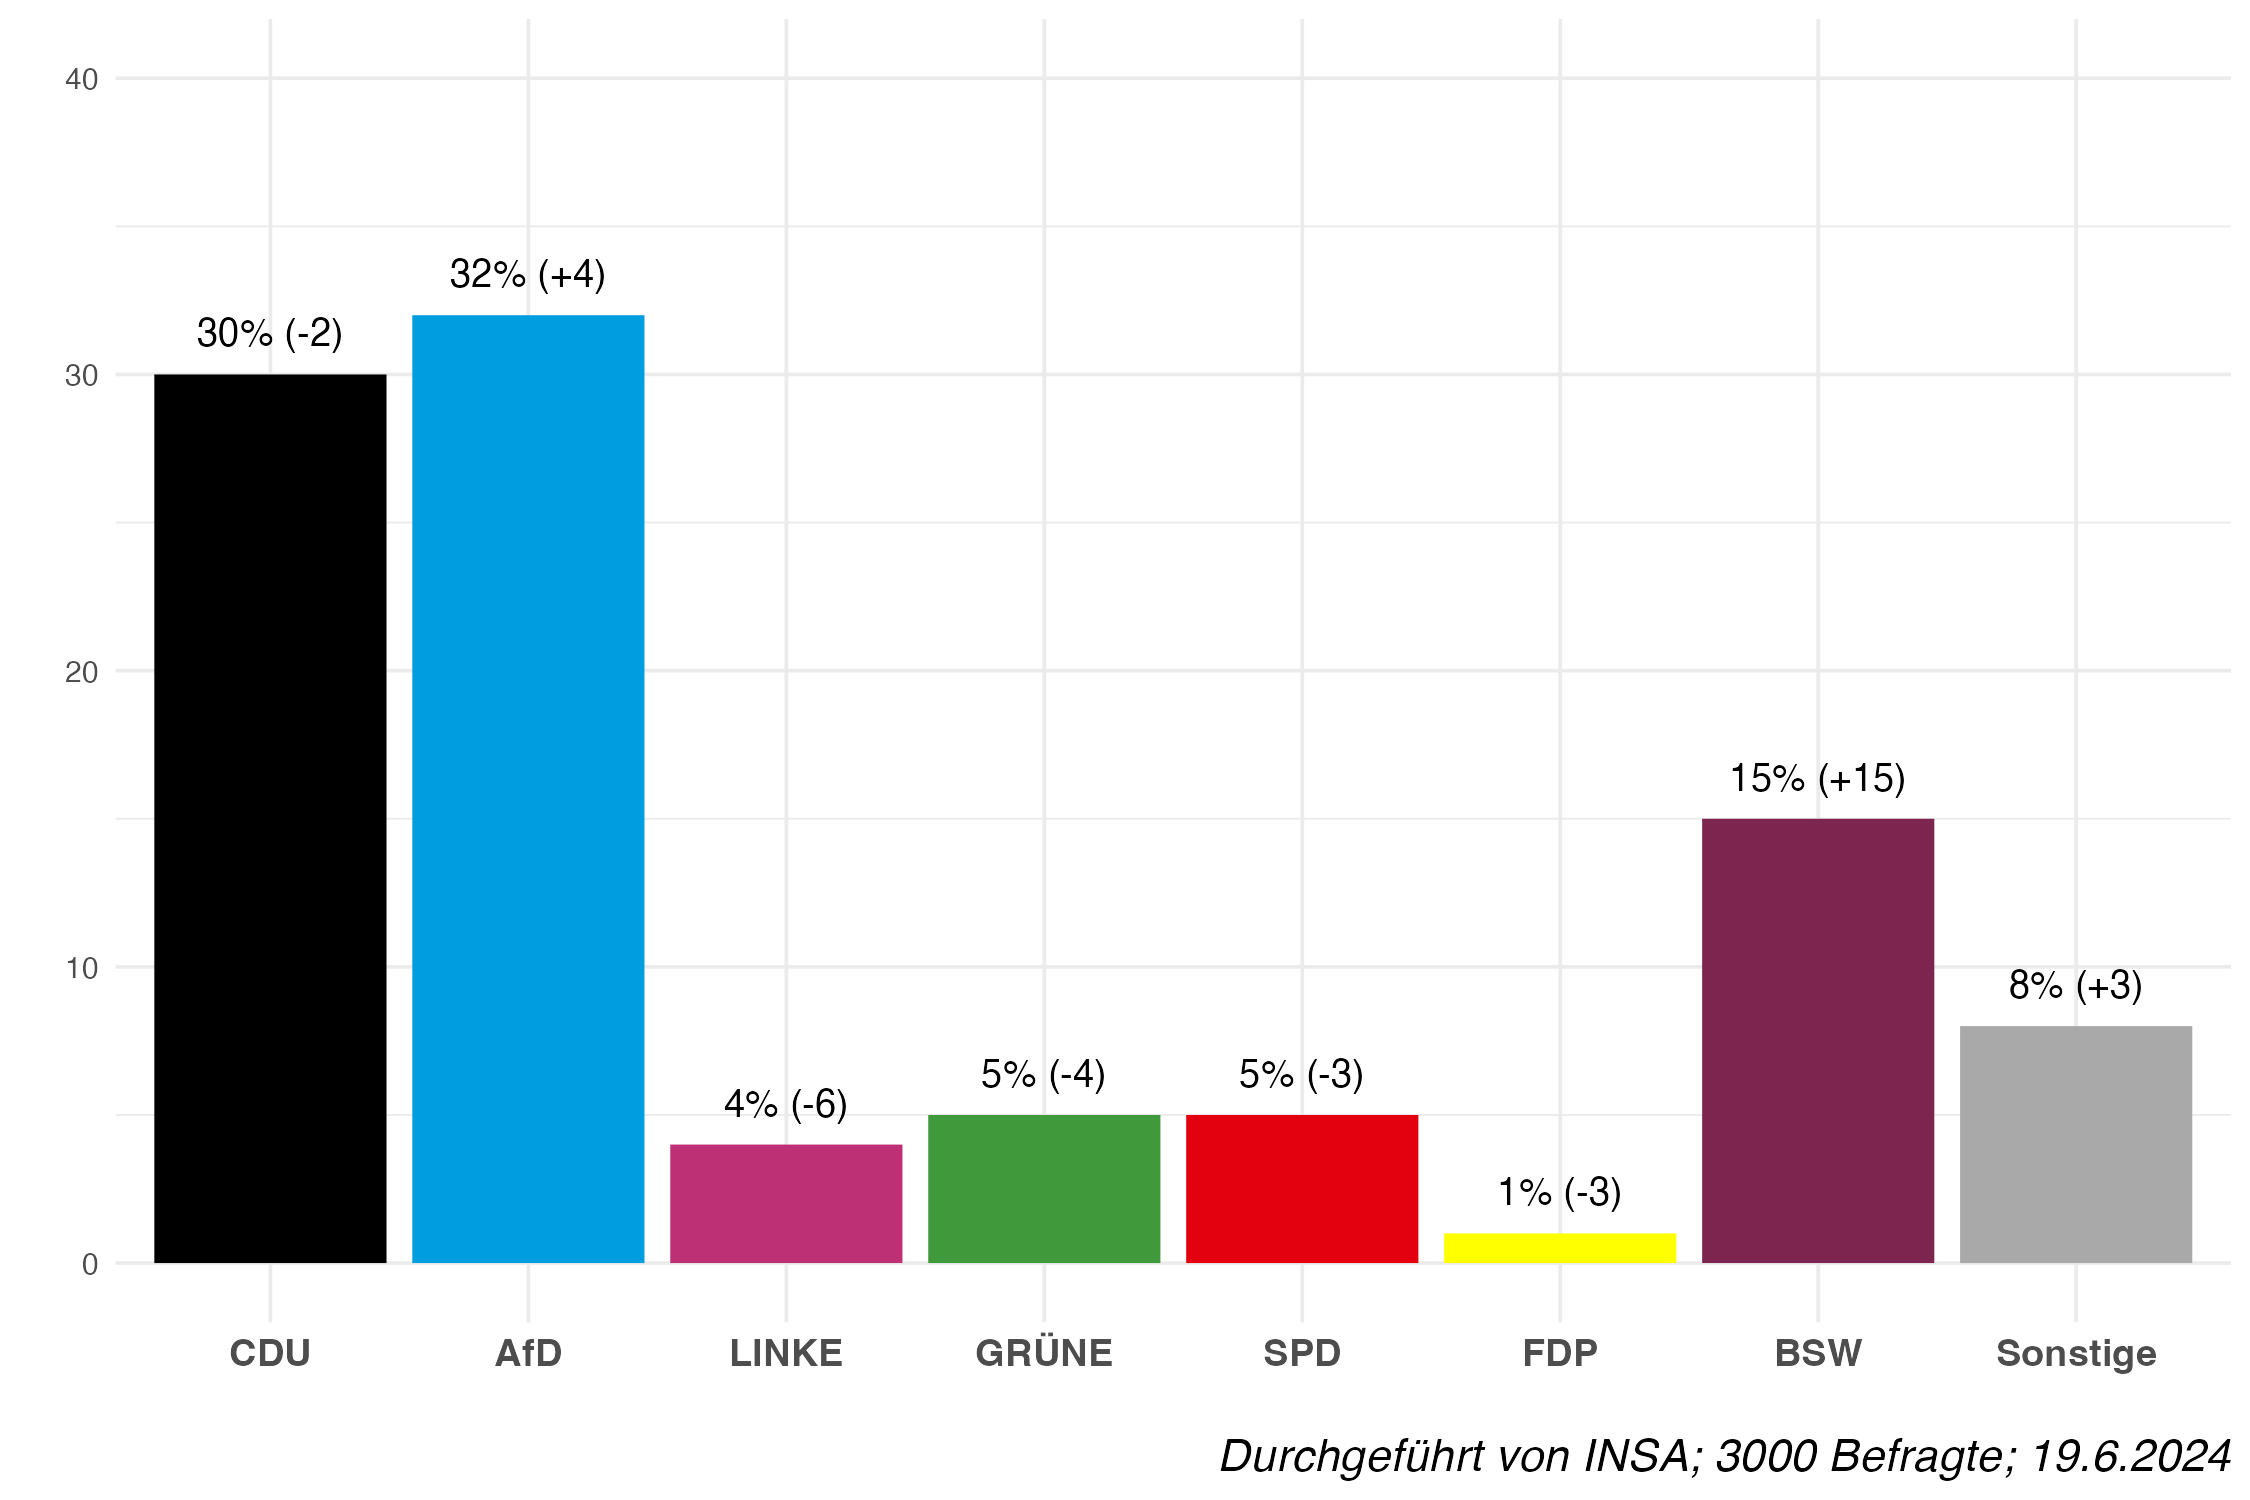 40
30
20
10
0
30% (-2)
32% (+4)
4% (-6)
5% (-4)
5% (-3)
1% (-3)
15% (+15)
8% (+3)
CDU
AfD
LINKE
GRÜNE
SPD
FDP
BSW
Sonstige
Durchgeführt von INSA; 3000 Befragte; 19.6.2024